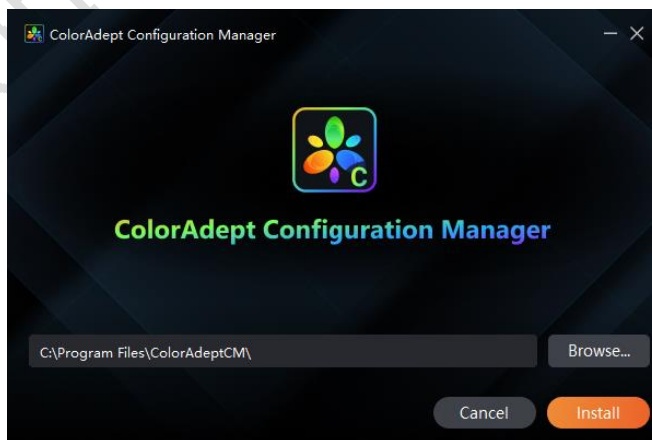 ColorAdept Configuration Manager
C
ColorAdept Configuration Manager
C:\Program Files\ColorAdeptCM\
Browse...
Cancel
Install